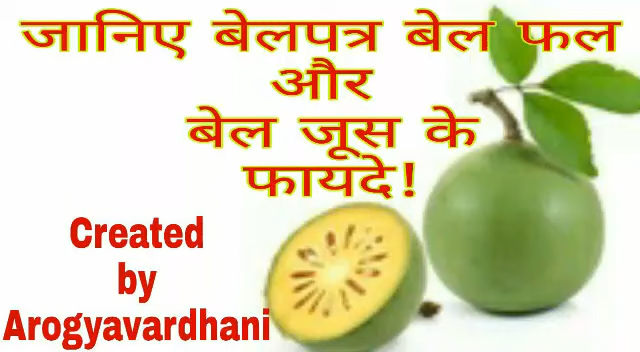 जानिए बेलपत्र बेल फल
और
बेल जूस के
फायदे!
Created
by
Arogyavardhani